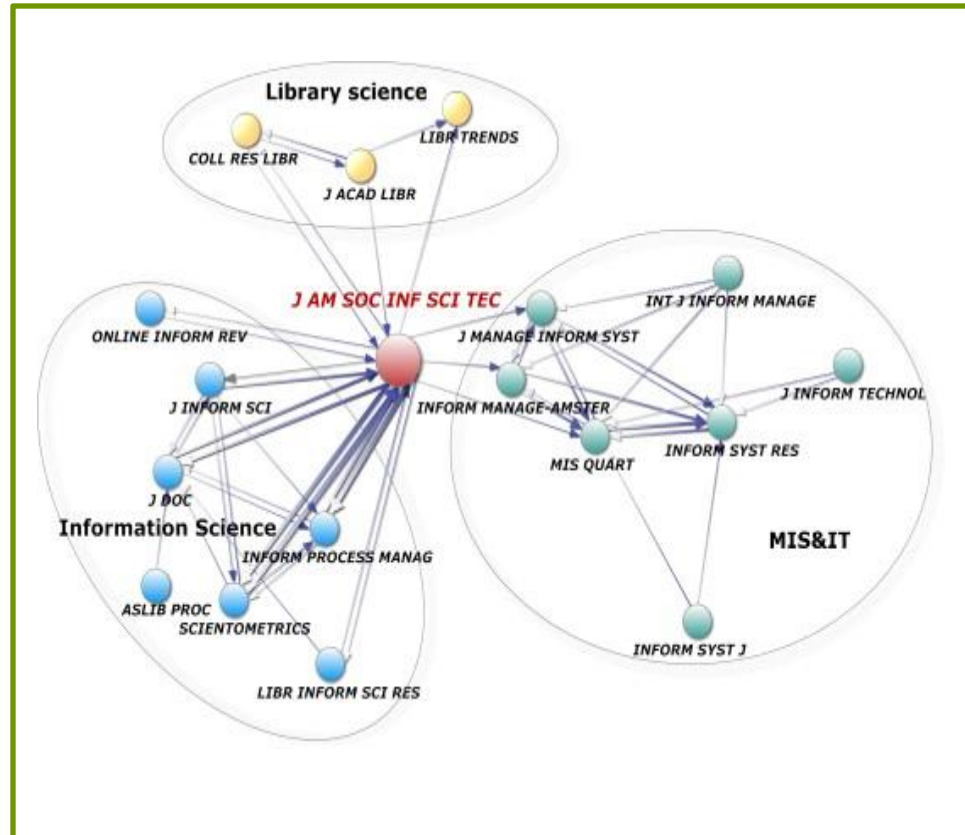 Library science
LIBR TRENDS
COLL RES LIBR
J ACAD LIBR
J AM SOC INF SCI TEC
INT J INFORM MANAGE
ONLINE INFORM REV
J MANAGE INFORM SYST
J INFORM TECHNOL
J INFORM SCI
INFORM MANAGE-AMSTER
INFORM SYST RES
MIS QUART
J DOC
Information Science
MIS&IT
INFORM PROCESS MANAG
ASLIB PROC
SCIENTOMETRICS
INFORM SYST J
LIBR INFORM SCI RES